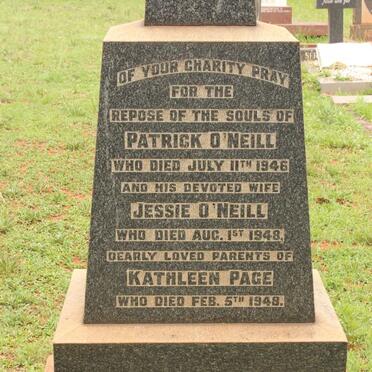 OF YOUR CHARITY PRAY
FOR THE
REPOSE OF THE SOULS OF
PATRICK O'NEILL
WHO DIED JULY 11TH 1946
AND HIS DEVOTED WIFE
JESSIE O'NEILL
WHO DIED AUG. 1ST 1948.
DEARLY LOVED PARENTS OF
KATHLEEN PAGE
WHO DIED FEB. 5TH 1949.